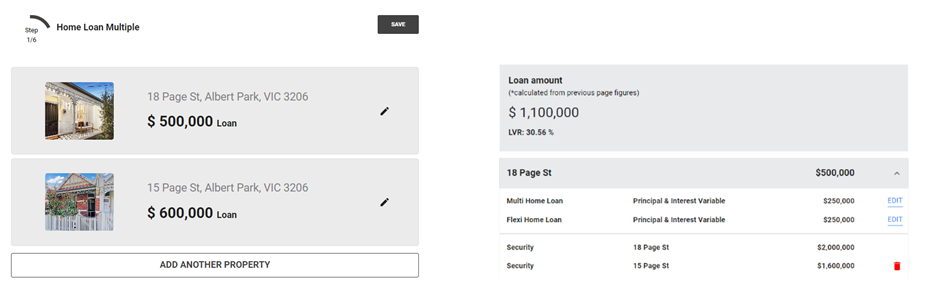 Step
1/6
Home Loan Multiple
SAVE
18 Page St, Albert Park, VIC 3206
$ 500,000 Loan
15 Page St, Albert Park, VIC 3206
$ 600,000 Loan
ADD ANOTHER PROPERTY
Loan amount
(*calculated from previous page figures)
$ 1,100,000
LVR: 30.56 %
18 Page St $500,000
Multi Home Loan Principal & Interest Variable $250,000 EDIT
Flexi Home Loan Principal & Interest Variable $250,000 EDIT
Security 18 Page St $2,000,000
Security 15 Page St $1,600,000